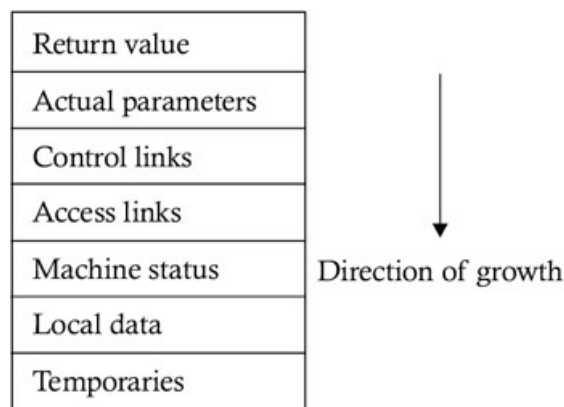 Return value
Actual parameters
Control links
Access links
Machine status
Direction of growth
Local data
Temporaries